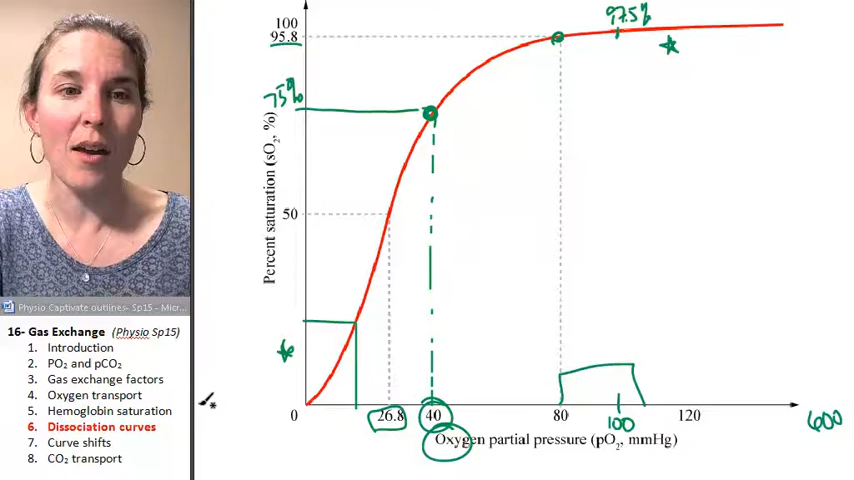 100
95.8
97.5%
75%
50
Percent saturation (sO2, %)
0
26.8
40
80
100
120
600
Oxygen partial pressure (pO2, mmHg)
Physio Captivate outlines- Sp15 - Micr...
16- Gas Exchange (Physio Sp15)
1. Introduction
2. PO2 and pCO2
3. Gas exchange factors
4. Oxygen transport
5. Hemoglobin saturation
6. Dissociation curves
7. Curve shifts
8. CO2 transport